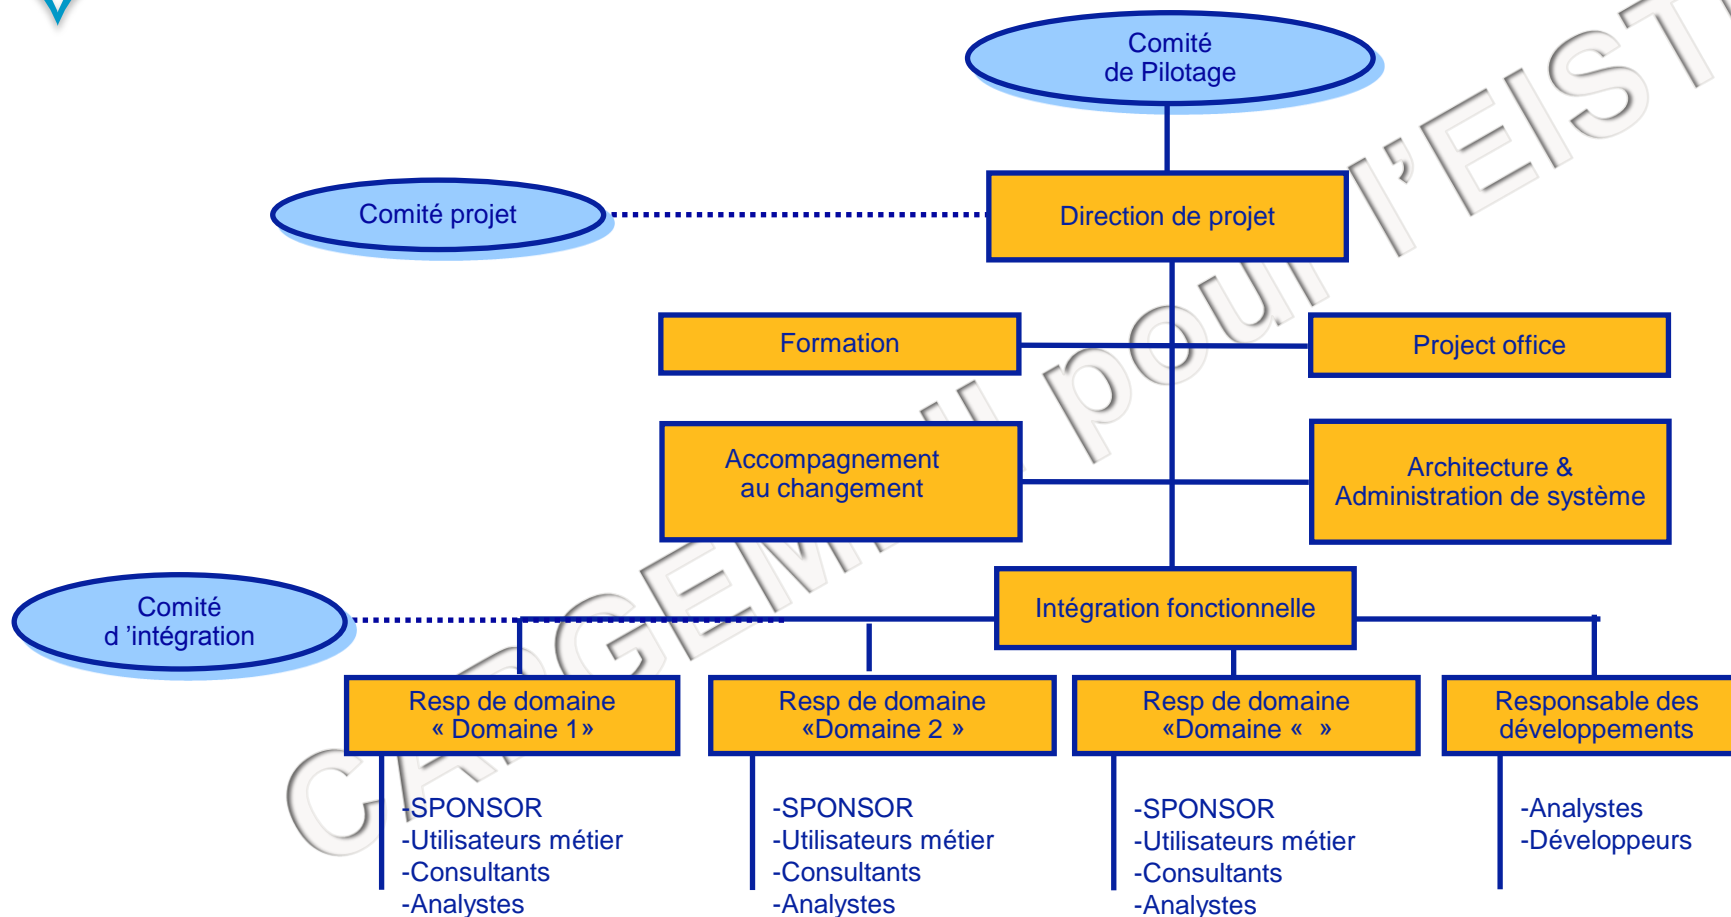 Comité
de Pilotage
Comité projet
Direction de projet
Formation
Project office
Accompagnement
au changement
Architecture &
Administration de système
Comité
d ’intégration
Intégration fonctionnelle
Resp de domaine
« Domaine 1»
Resp de domaine
«Domaine 2 »
Resp de domaine
«Domaine «  »
Responsable des
développements
-SPONSOR
-Utilisateurs métier
-Consultants
-Analystes
-SPONSOR
-Utilisateurs métier
-Consultants
-Analystes
-SPONSOR
-Utilisateurs métier
-Consultants
-Analystes
-Analystes
-Développeurs
pour l’EIST